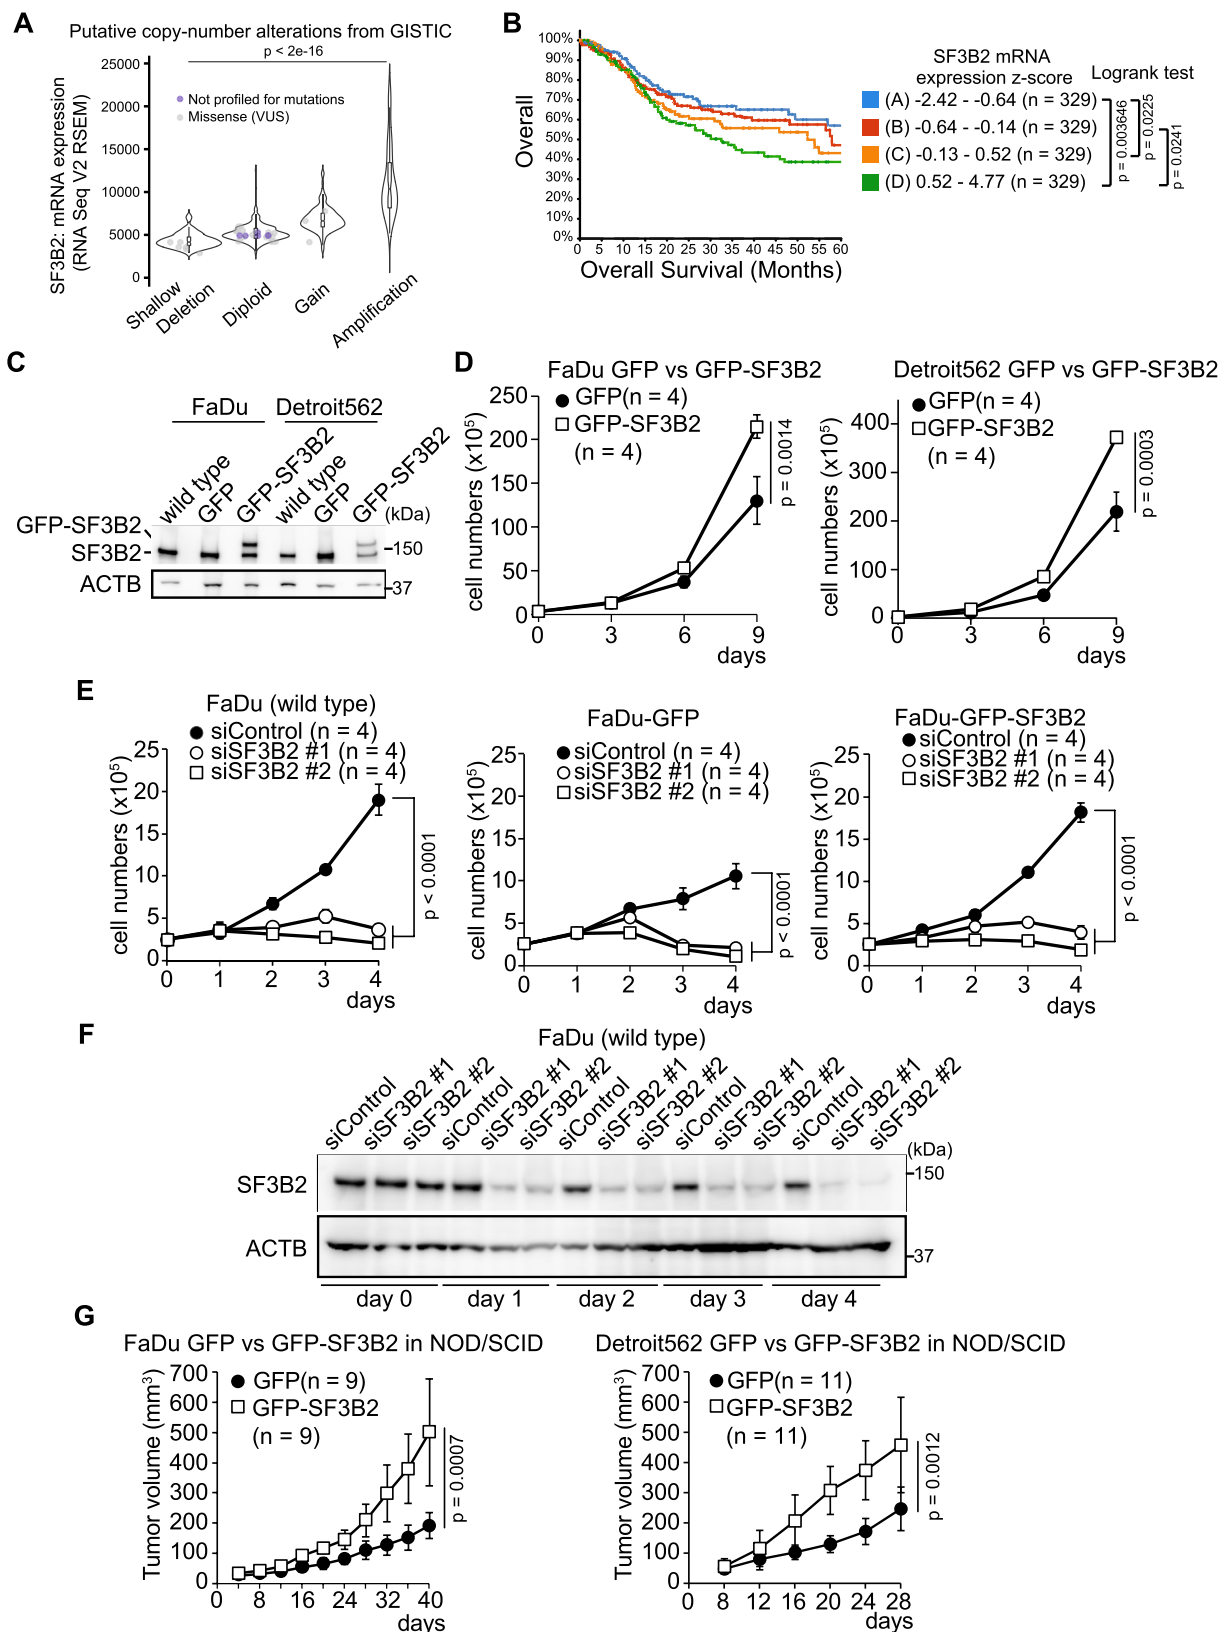 A
Putative copy-number alterations from GISTIC
p < 2e-16
SF3B2: mRNA expression
(RNA Seq V2 RSEM)
25000
20000
15000
10000
5000
0
Not profiled for mutations
Missense (VUS)
Shallow
Deletion
Diploid
Gain
Amplification
B
Overall
100%
90%
80%
70%
60%
50%
40%
30%
20%
10%
0%
0 5 10 15 20 25 30 35 40 45 50 55 60
Overall Survival (Months)
SF3B2 mRNA
expression z-score
Logrank test
(A) -2.42 - -0.64 (n = 329)
(B) -0.64 - -0.14 (n = 329)
(C) -0.13 - 0.52 (n = 329)
(D) 0.52 - 4.77 (n = 329)
p = 0.003646
p = 0.0225
p = 0.0241
C
FaDu Detroit562
wild type
GFP
GFP-SF3B2
wild type
GFP
GFP-SF3B2
(kDa)
GFP-SF3B2
SF3B2
150
ACTB
37
D
FaDu GFP vs GFP-SF3B2
GFP(n = 4)
GFP-SF3B2
(n = 4)
cell numbers (x10⁵)
250
200
150
100
50
0
0 3 6 9
days
p = 0.0014
Detroit562 GFP vs GFP-SF3B2
GFP(n = 4)
GFP-SF3B2
(n = 4)
cell numbers (x10⁵)
400
300
200
100
0
0 3 6 9
days
p = 0.0003
E
FaDu (wild type)
siControl (n = 4)
siSF3B2 #1 (n = 4)
siSF3B2 #2 (n = 4)
cell numbers (x10⁵)
25
20
15
10
5
0
0 1 2 3 4
days
p < 0.0001
FaDu-GFP
siControl (n = 4)
siSF3B2 #1 (n = 4)
siSF3B2 #2 (n = 4)
cell numbers (x10⁵)
25
20
15
10
5
0
0 1 2 3 4
days
p < 0.0001
FaDu-GFP-SF3B2
siControl (n = 4)
siSF3B2 #1 (n = 4)
siSF3B2 #2 (n = 4)
cell numbers (x10⁵)
25
20
15
10
5
0
0 1 2 3 4
days
p < 0.0001
F
FaDu (wild type)
siControl
siSF3B2 #1
siSF3B2 #2
siControl
siSF3B2 #1
siSF3B2 #2
siControl
siSF3B2 #1
siSF3B2 #2
siControl
siSF3B2 #1
siSF3B2 #2
siControl
siSF3B2 #1
siSF3B2 #2
(kDa)
SF3B2
150
ACTB
37
day 0 day 1 day 2 day 3 day 4
G
FaDu GFP vs GFP-SF3B2 in NOD/SCID
GFP(n = 9)
GFP-SF3B2
(n = 9)
Tumor volume (mm³)
700
600
500
400
300
200
100
0
0 8 16 24 32 40
days
p = 0.0007
Detroit562 GFP vs GFP-SF3B2 in NOD/SCID
GFP(n = 11)
GFP-SF3B2
(n = 11)
Tumor volume (mm³)
700
600
500
400
300
200
100
0
0 8 12 16 20 24 28
days
p = 0.0012